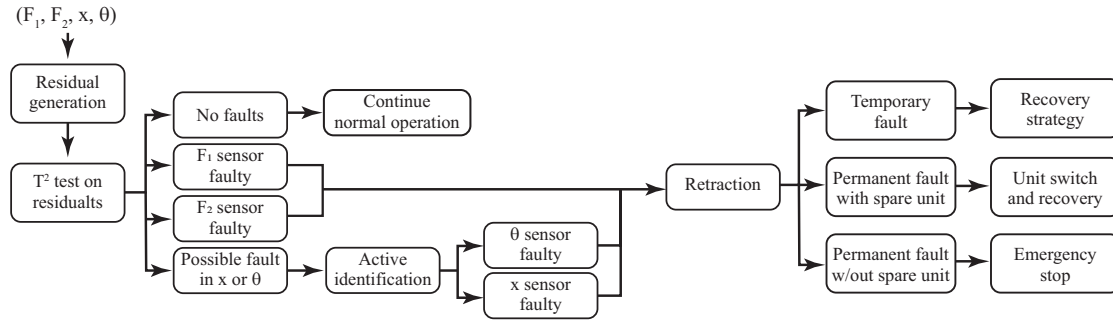 (F₁, F₂, x, θ)
Residual
generation
T² test on
residualts
No faults
Continue
normal operation
F₁ sensor
faulty
F₂ sensor
faulty
Possible fault
in x or θ
Active
identification
θ sensor
faulty
x sensor
faulty
Retraction
Temporary
fault
Recovery
strategy
Permanent fault
with spare unit
Unit switch
and recovery
Permanent fault
w/out spare unit
Emergency
stop